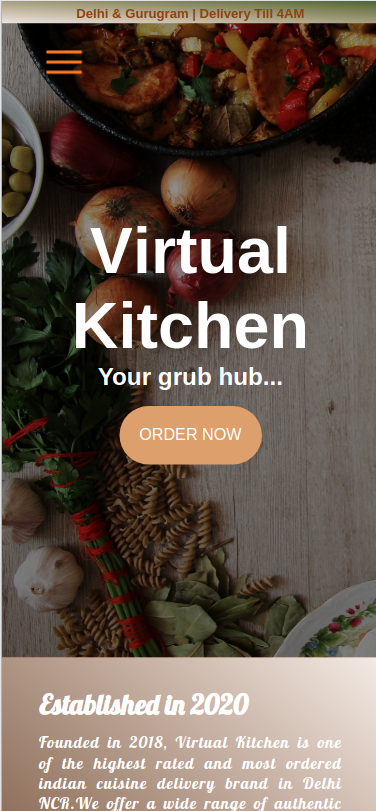 Delhi & Gurugram | Delivery Till 4AM
Virtual
Kitchen
Your grub hub...
ORDER NOW
Established in 2020
Founded in 2018, Virtual Kitchen is one
of the highest rated and most ordered
indian cuisine delivery brand in Delhi
NCR.We offer a wide range of authentic